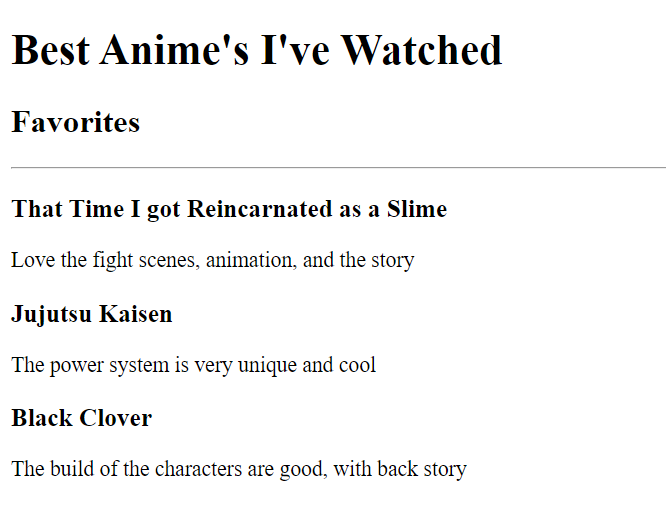 Best Anime's I've Watched
Favorites
That Time I got Reincarnated as a Slime
Love the fight scenes, animation, and the story
Jujutsu Kaisen
The power system is very unique and cool
Black Clover
The build of the characters are good, with back story